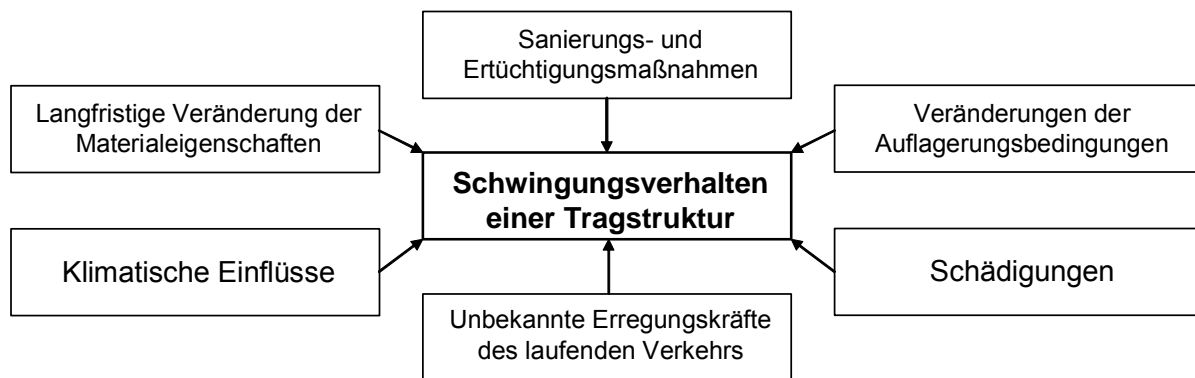 Sanierungs- und
Ertüchtigungsmaßnahmen
Langfristige Veränderung der
Materialeigenschaften
Veränderungen der
Auflagerungsbedingungen
Schwingungsverhalten
einer Tragstruktur
Klimatische Einflüsse
Schädigungen
Unbekannte Erregungskräfte
des laufenden Verkehrs